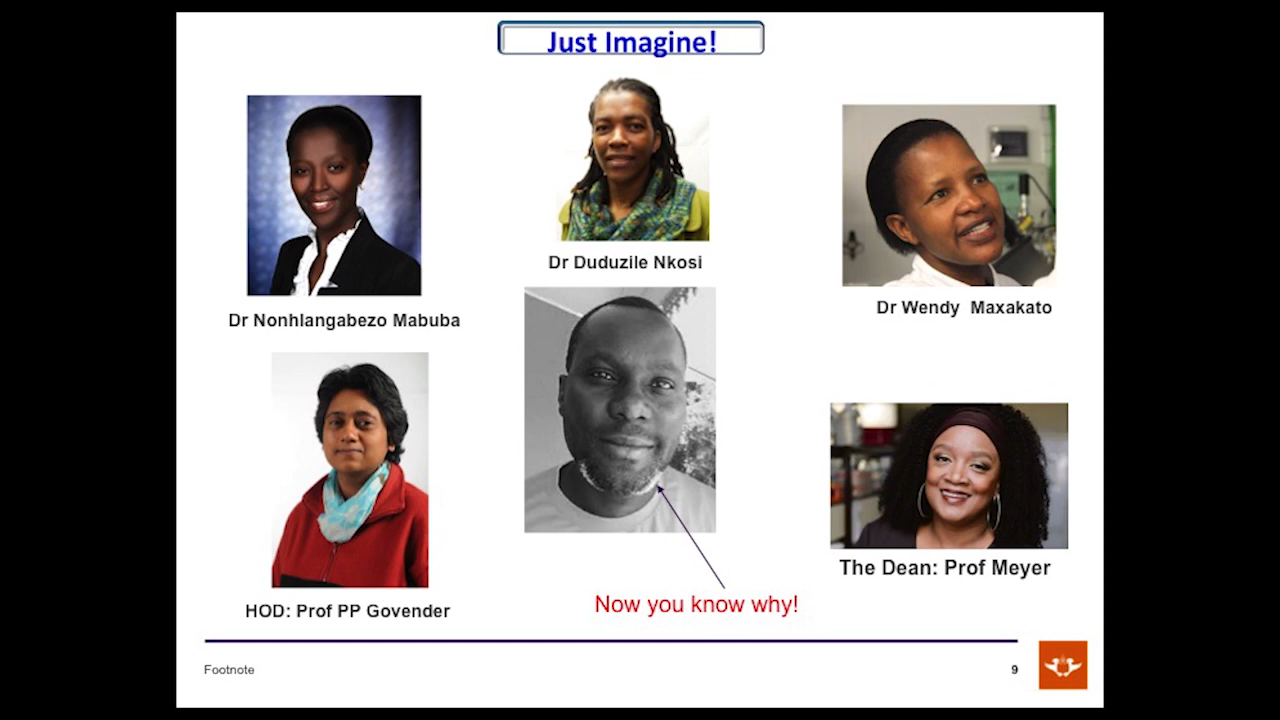 Just Imagine!
Dr Duduzile Nkosi
Dr Wendy Maxakato
Dr Nonhlangabezo Mabuba
The Dean: Prof Meyer
Now you know why!
HOD: Prof PP Govender
Footnote
9